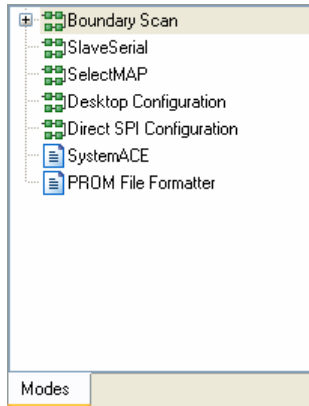 Boundary Scan
SlaveSerial
SelectMAP
Desktop Configuration
Direct SPI Configuration
SystemACE
PROM File Formatter
Modes